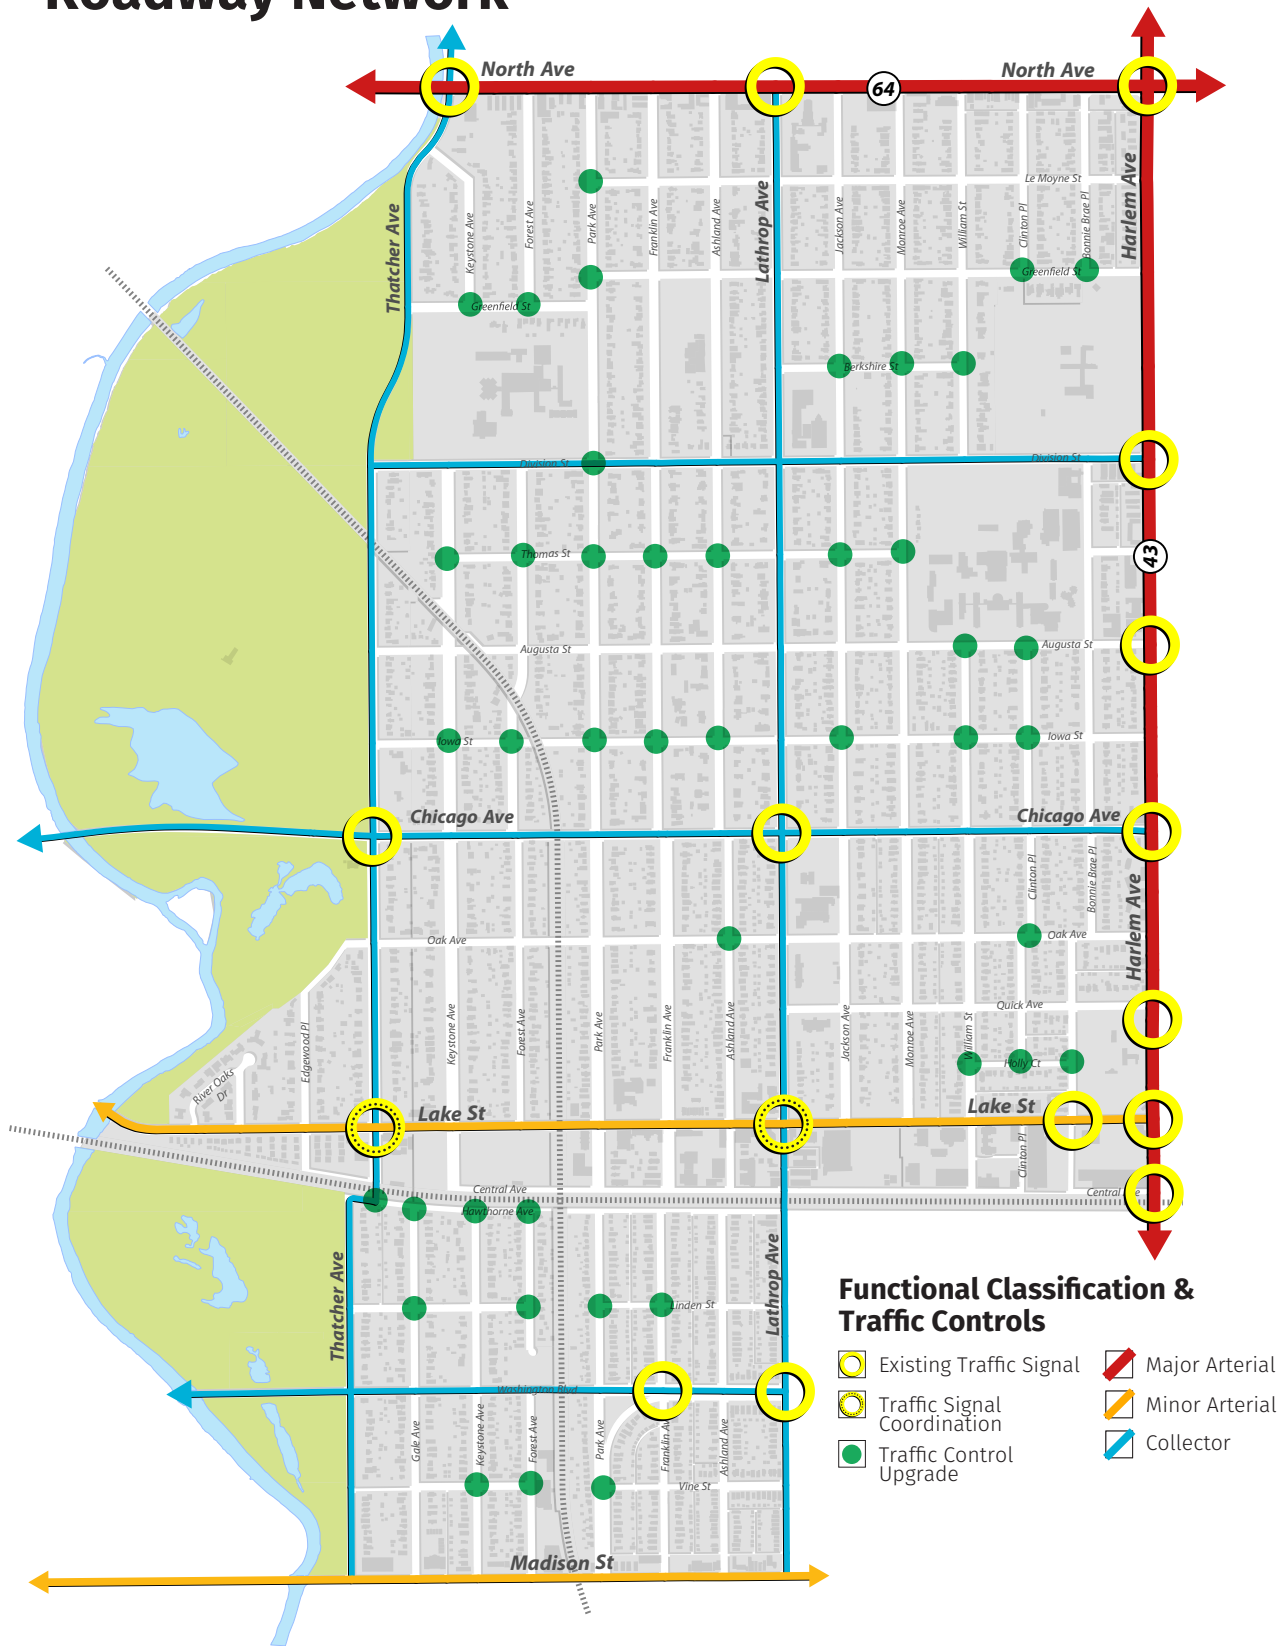 Roadway Network
North Ave
North Ave
64
Le Moyne St
Harlem Ave
Thatcher Ave
Keystone Ave
Forest Ave
Park Ave
Franklin Ave
Ashland Ave
Lathrop Ave
Jackson Ave
Monroe Ave
William St
Clinton Pl
Bonnie Brae Pl
Greenfield St
Greenfield St
Berkshire St
Division St
Division St
Thomas St
43
Augusta St
Augusta St
Iowa St
Iowa St
Chicago Ave
Chicago Ave
Clinton Pl
Bonnie Brae Pl
Harlem Ave
Oak Ave
Oak Ave
Quick Ave
Edgewood Pl
Keystone Ave
Forest Ave
Park Ave
Franklin Ave
Ashland Ave
Jackson Ave
Monroe Ave
William St
Holly Ct
River Oaks
Dr
Lake St
Lake St
Clinton Pl
Central Ave
Central Ave
Hawthorne Ave
Thatcher Ave
Lathrop Ave
Linden St
Washington Blvd
Gale Ave
Keystone Ave
Forest Ave
Park Ave
Franklin Ave
Ashland Ave
Vine St
Madison St
Functional Classification &
Traffic Controls
Existing Traffic Signal
Traffic Signal
Coordination
Traffic Control
Upgrade
Major Arterial
Minor Arterial
Collector